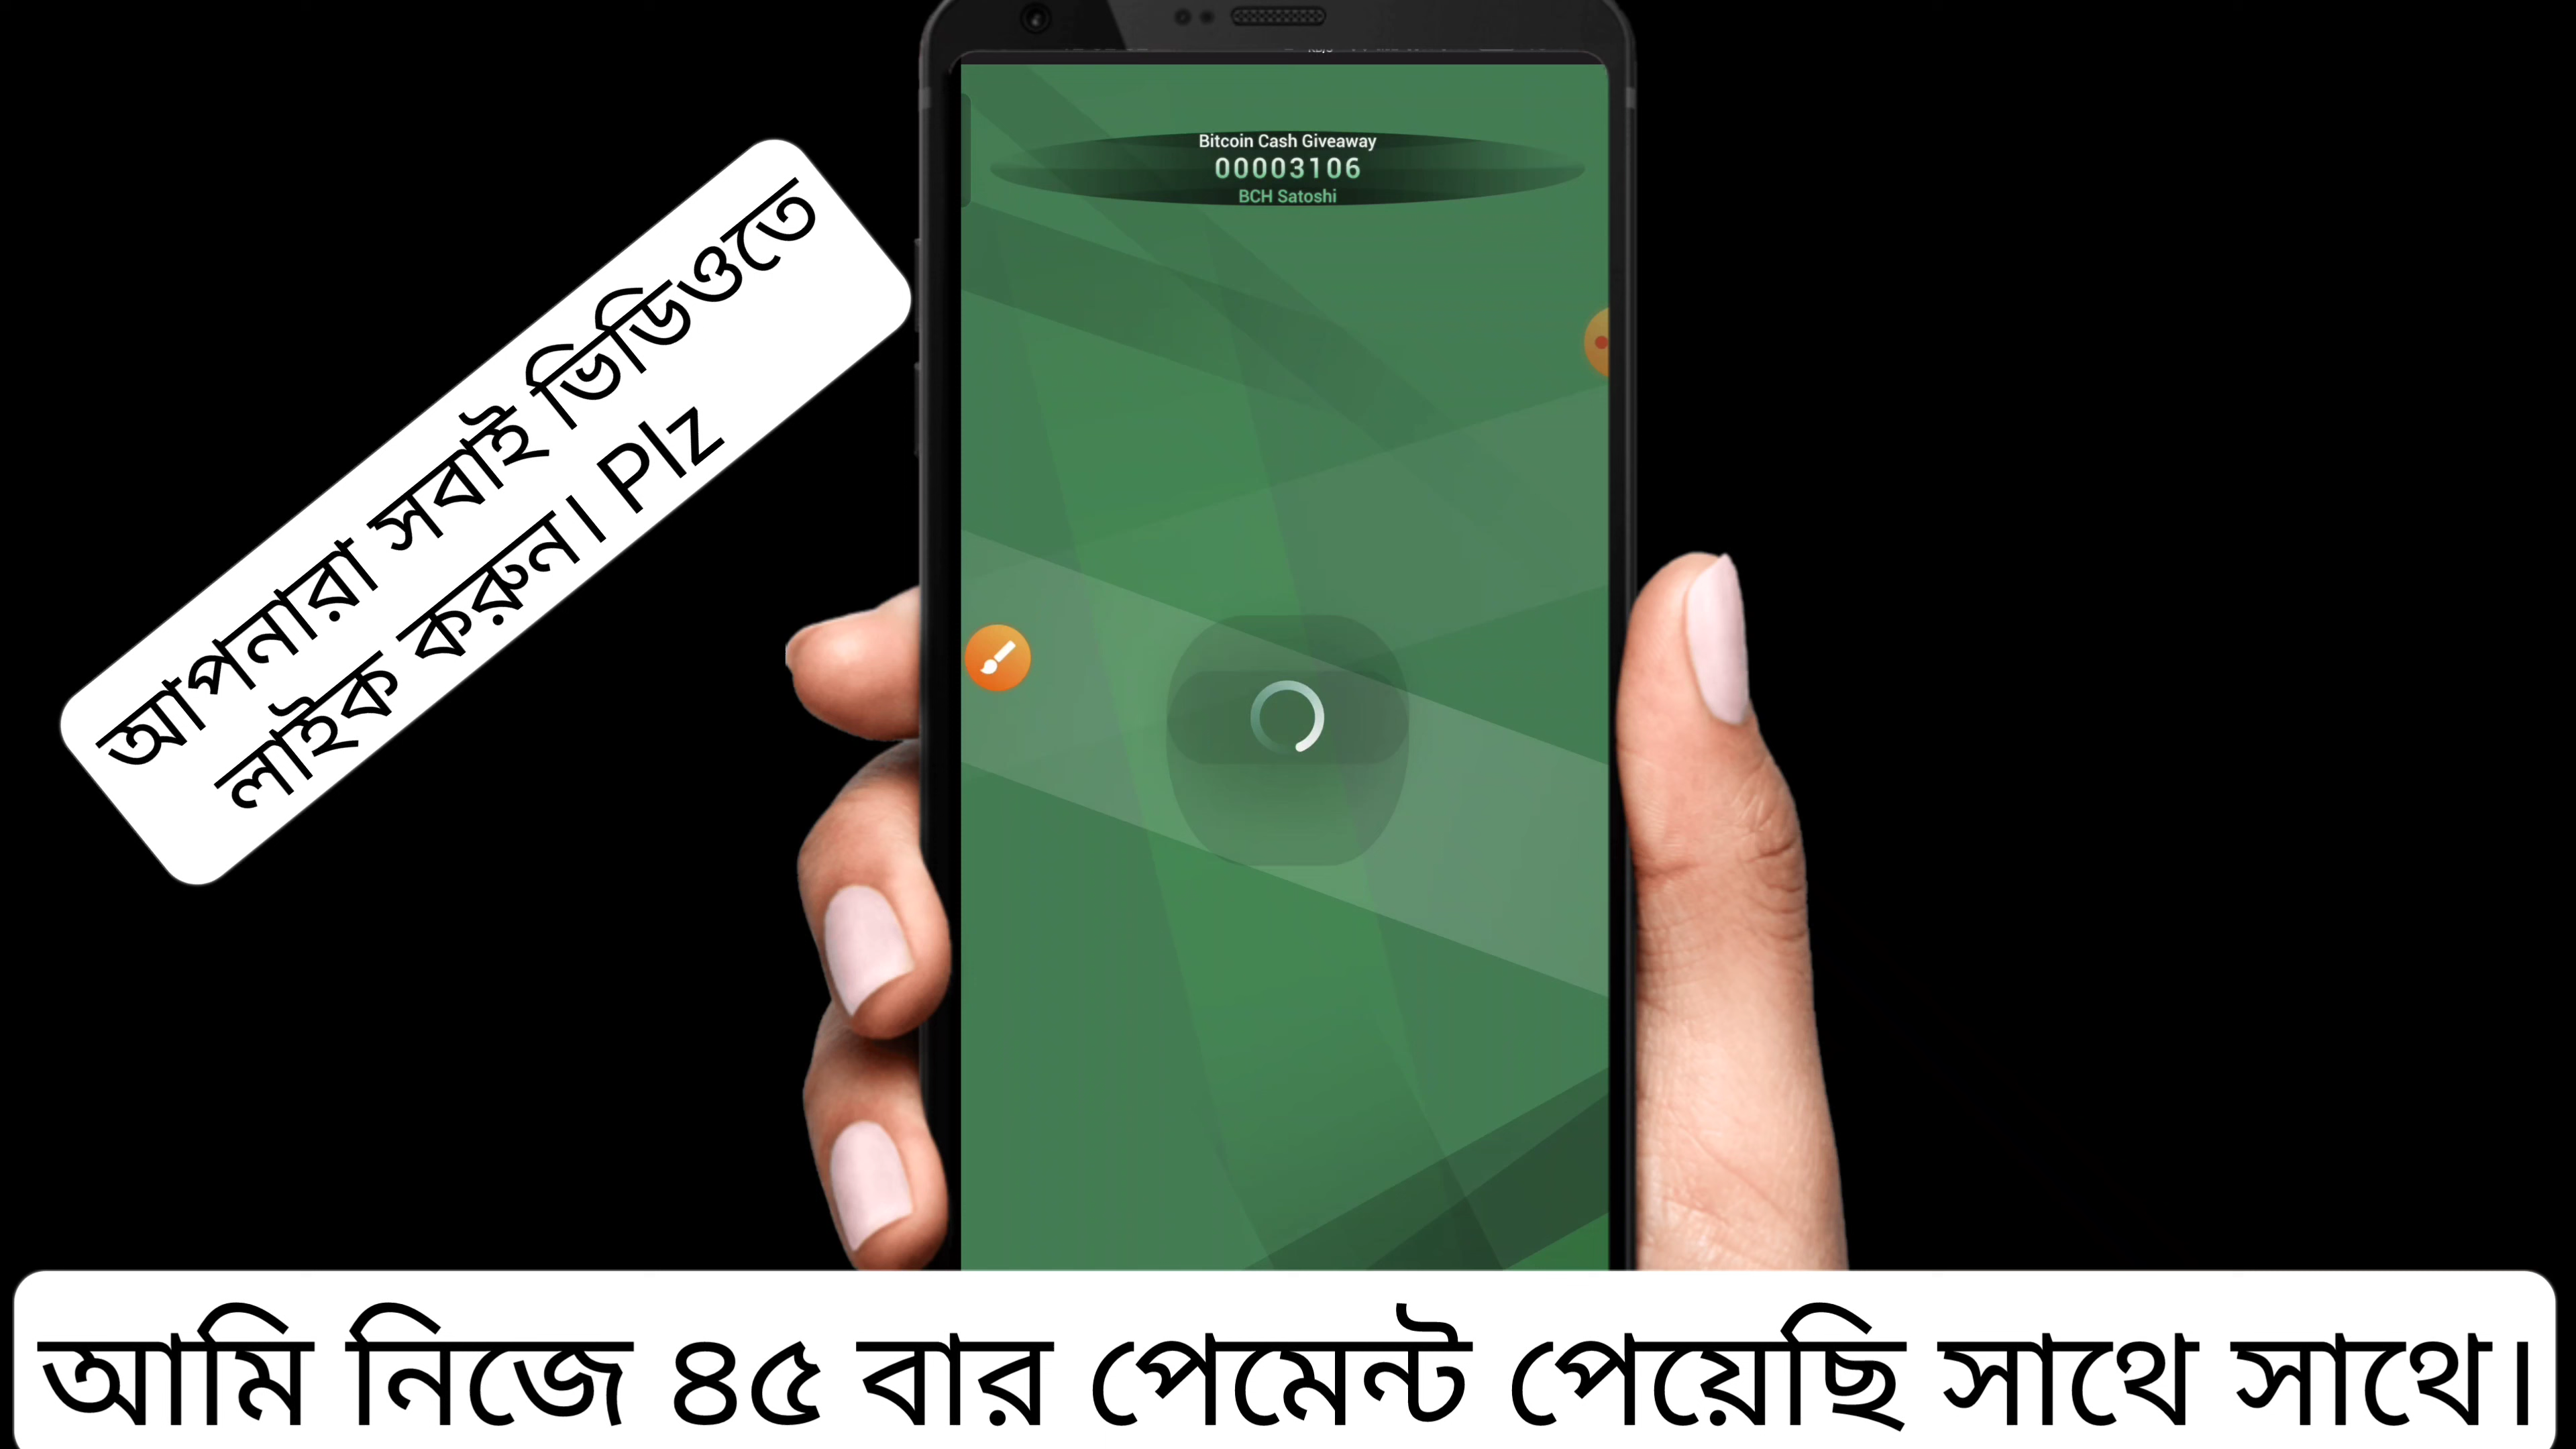 Bitcoin Cash Giveaway
00003106
BCH Satoshi
আপনারা সবাই ভিডিওতে
লাইক করুন। Plz
আমি নিজে ৪৫ বার পেমেন্ট পেয়েছি সাথে সাথে।